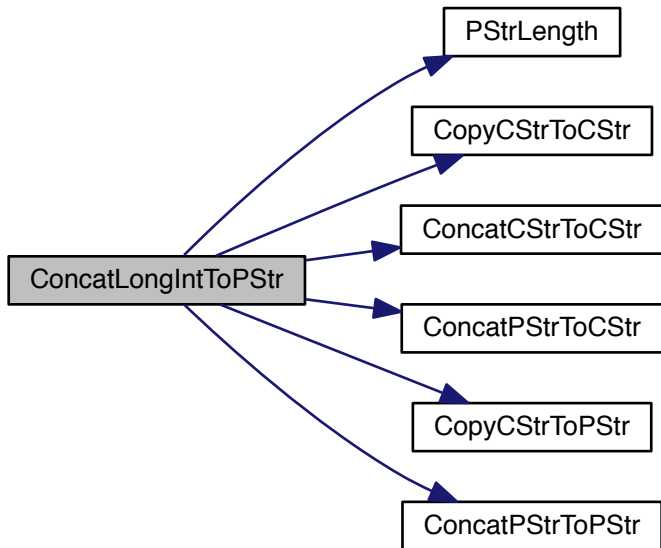 PStrLength
CopyCStrToCStr
ConcatCStrToCStr
ConcatLongIntToPStr
ConcatPStrToCStr
CopyCStrToPStr
ConcatPStrToPStr